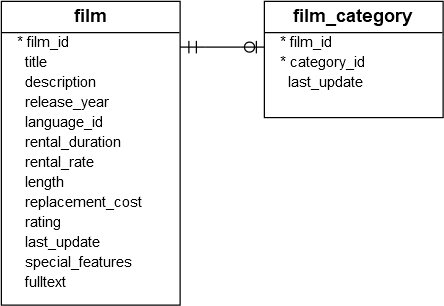 film
* film_id
title
description
release_year
language_id
rental_duration
rental_rate
length
replacement_cost
rating
last_update
special_features
fulltext
film_category
* film_id
* category_id
last_update